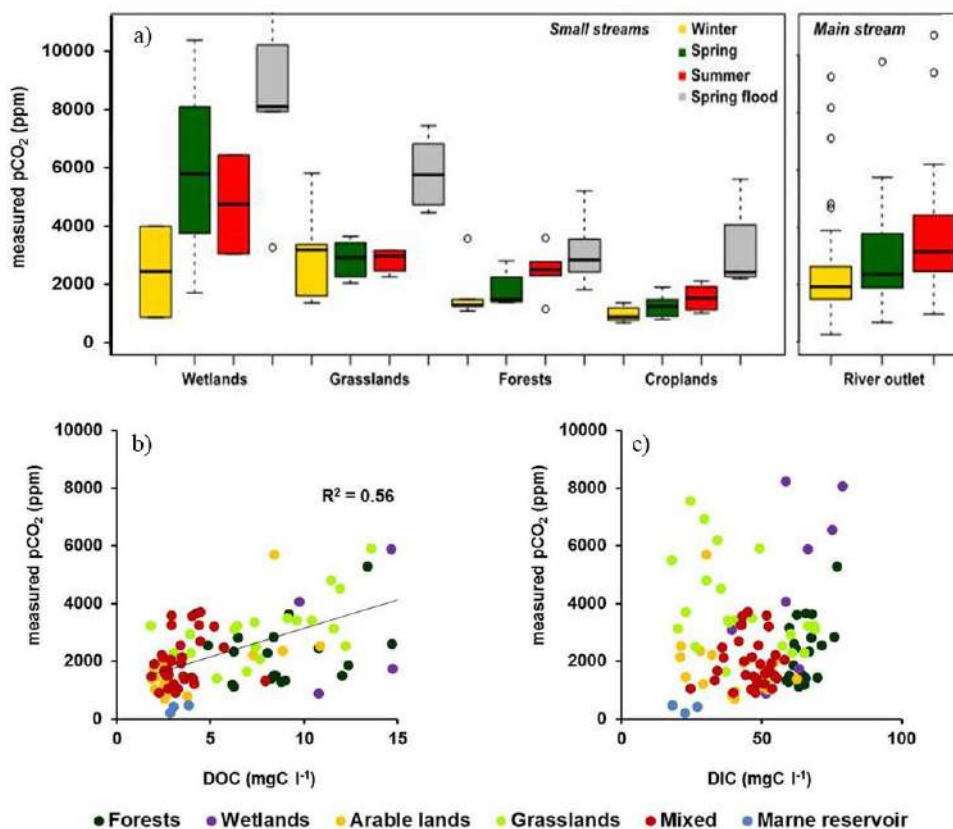 a)
Small streams
Winter
Spring
Summer
Spring flood
Main stream
measured pCO₂ (ppm)
10000
8000
6000
4000
2000
0
Wetlands
Grasslands
Forests
Croplands
River outlet
b)
R² = 0.56
measured pCO₂ (ppm)
10000
8000
6000
4000
2000
0
0
5
10
15
DOC (mgC l⁻¹)
c)
measured pCO₂ (ppm)
10000
8000
6000
4000
2000
0
0
50
100
DIC (mgC l⁻¹)
Forests Wetlands Arable lands Grasslands Mixed Marne reservoir